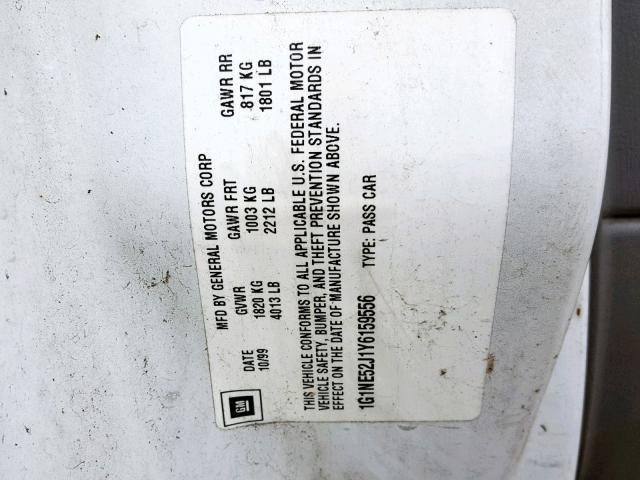 GM
MFD BY GENERAL MOTORS CORP
DATE GVWR GAWR FRT GAWR RR
10/99 1820 KG 1003 KG 817 KG
4013 LB 2212 LB 1801 LB
THIS VEHICLE CONFORMS TO ALL APPLICABLE U.S. FEDERAL MOTOR
VEHICLE SAFETY, BUMPER, AND THEFT PREVENTION STANDARDS IN
EFFECT ON THE DATE OF MANUFACTURE SHOWN ABOVE.
1G1NE52J1Y6159556 TYPE: PASS CAR